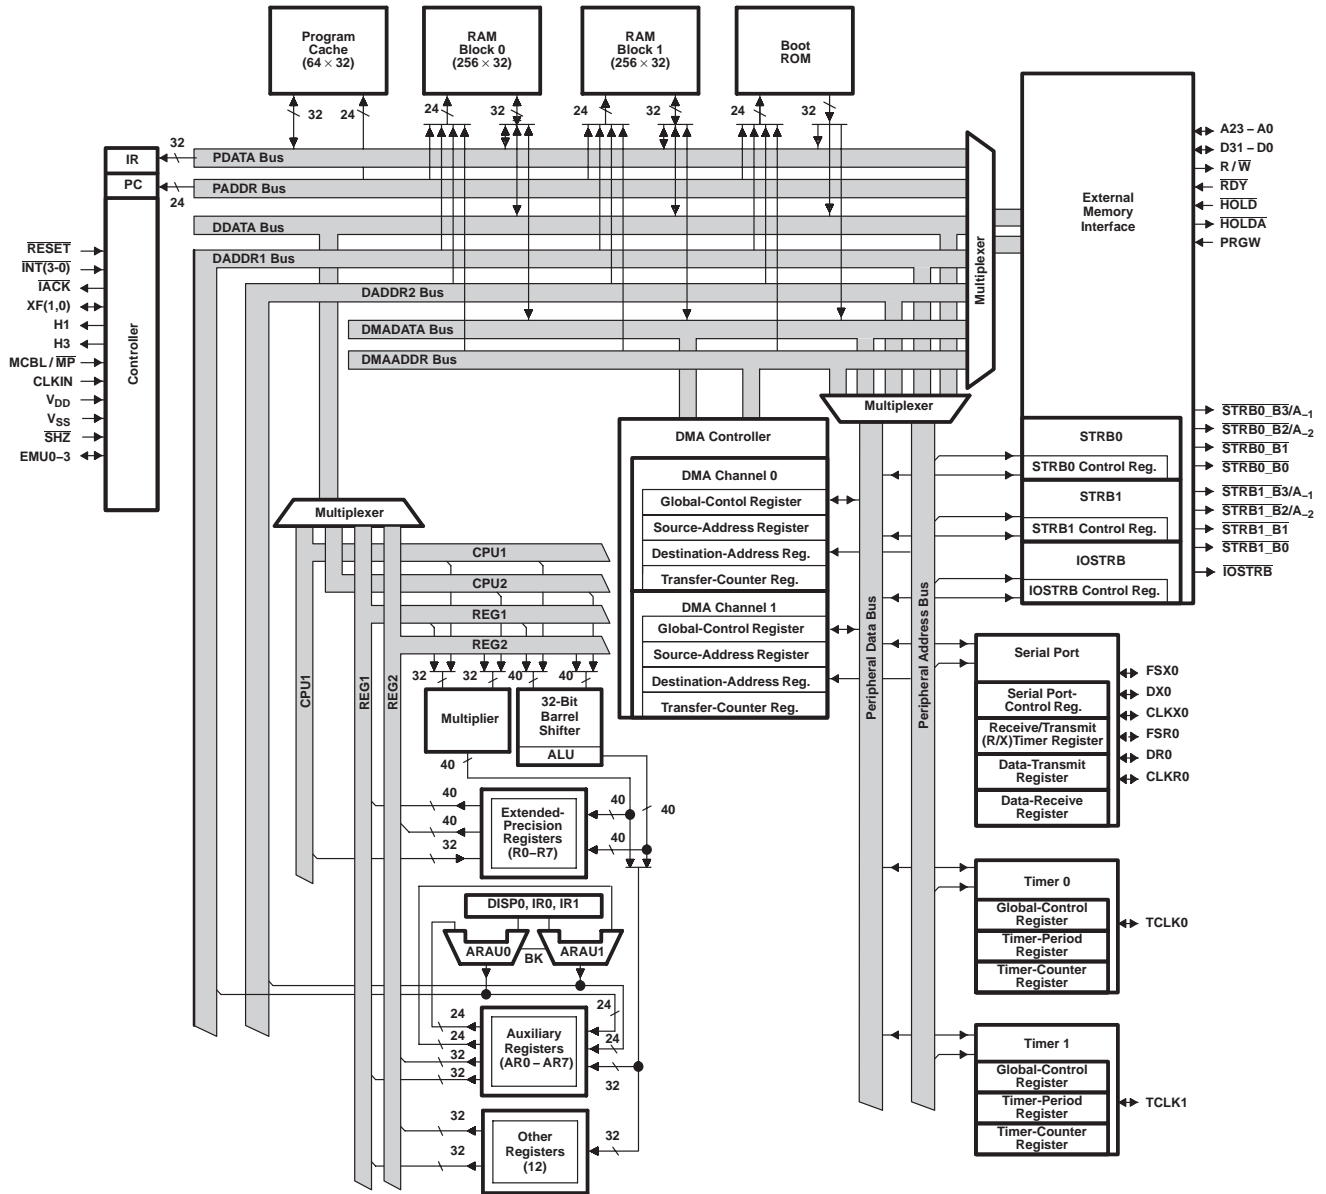 Program
Cache
(64 × 32)
RAM
Block 0
(256 × 32)
RAM
Block 1
(256 × 32)
Boot
ROM
32
24
24
32
24
32
24
32
32
IR
PC
24
PDATA Bus
PADDR Bus
DDATA Bus
DADDR1 Bus
DADDR2 Bus
DMADATA Bus
DMAADDR Bus
Multiplexer
External
Memory
Interface
A23 – A0
D31 – D0
R / W
RDY
HOLD
HOLDA
PRGW
RESET
INT(3-0)
IACK
XF(1,0)
H1
H3
MCBL / MP
CLKIN
VDD
VSS
SHZ
EMU0–3
Controller
Multiplexer
STRB0
STRB0 Control Reg.
STRB1
STRB1 Control Reg.
IOSTRB
IOSTRB Control Reg.
STRB0_B3/A–1
STRB0_B2/A–2
STRB0_B1
STRB0_B0
STRB1_B3/A–1
STRB1_B2/A–2
STRB1_B1
STRB1_B0
IOSTRB
DMA Controller
DMA Channel 0
Global-Contol Register
Source-Address Register
Destination-Address Reg.
Transfer-Counter Reg.
DMA Channel 1
Global-Control Register
Source-Address Register
Destination-Address Reg.
Transfer-Counter Reg.
Peripheral Data Bus
Peripheral Address Bus
Multiplexer
CPU1
CPU2
REG1
REG2
CPU1
REG1
REG2
32
32
40
40
Multiplier
32-Bit
Barrel
Shifter
ALU
40
40
40
32
Extended-
Precision
Registers
(R0–R7)
40
40
40
DISP0, IR0, IR1
ARAU0
BK
ARAU1
24
24
32
32
Auxiliary
Registers
(AR0 – AR7)
24
24
32
32
32
Other
Registers
(12)
32
Serial Port
Serial Port-
Control Reg.
Receive/Transmit
(R/X)Timer Register
Data-Transmit
Register
Data-Receive
Register
FSX0
DX0
CLKX0
FSR0
DR0
CLKR0
Timer 0
Global-Control
Register
Timer-Period
Register
Timer-Counter
Register
TCLK0
Timer 1
Global-Control
Register
Timer-Period
Register
Timer-Counter
Register
TCLK1